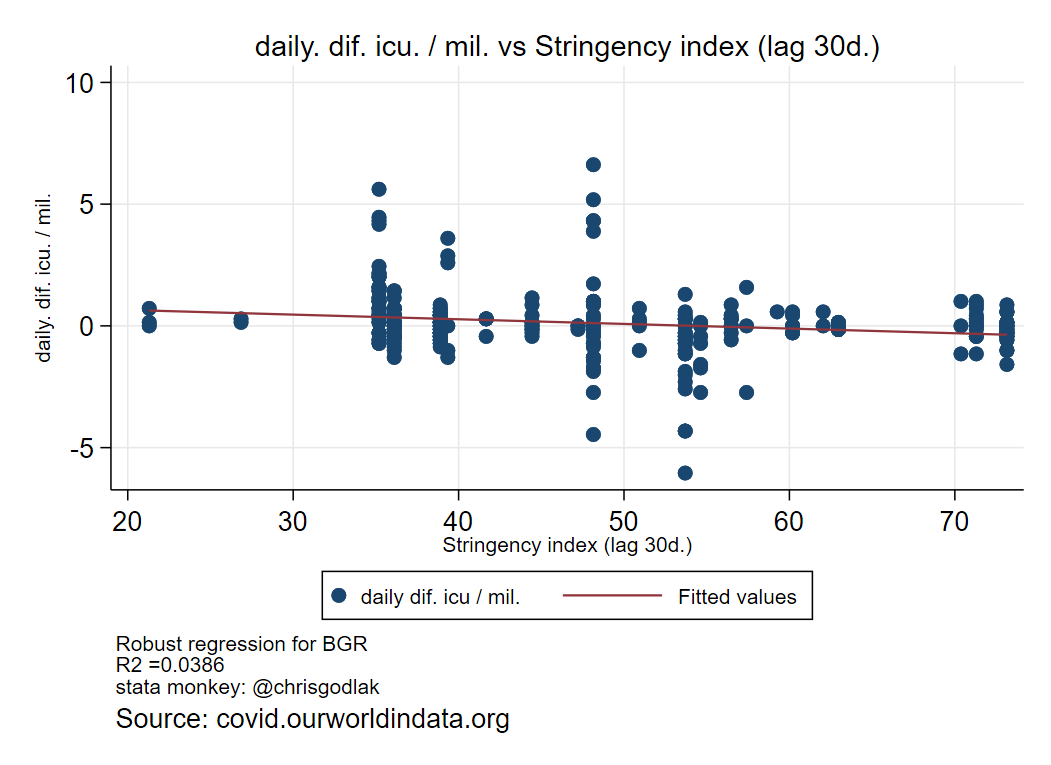 daily. dif. icu. / mil. vs Stringency index (lag 30d.)
10
5
0
-5
daily. dif. icu. / mil.
20 30 40 50 60 70
Stringency index (lag 30d.)
daily dif. icu / mil. Fitted values
Robust regression for BGR
R2 =0.0386
stata monkey: @chrisgodlak
Source: covid.ourworldindata.org